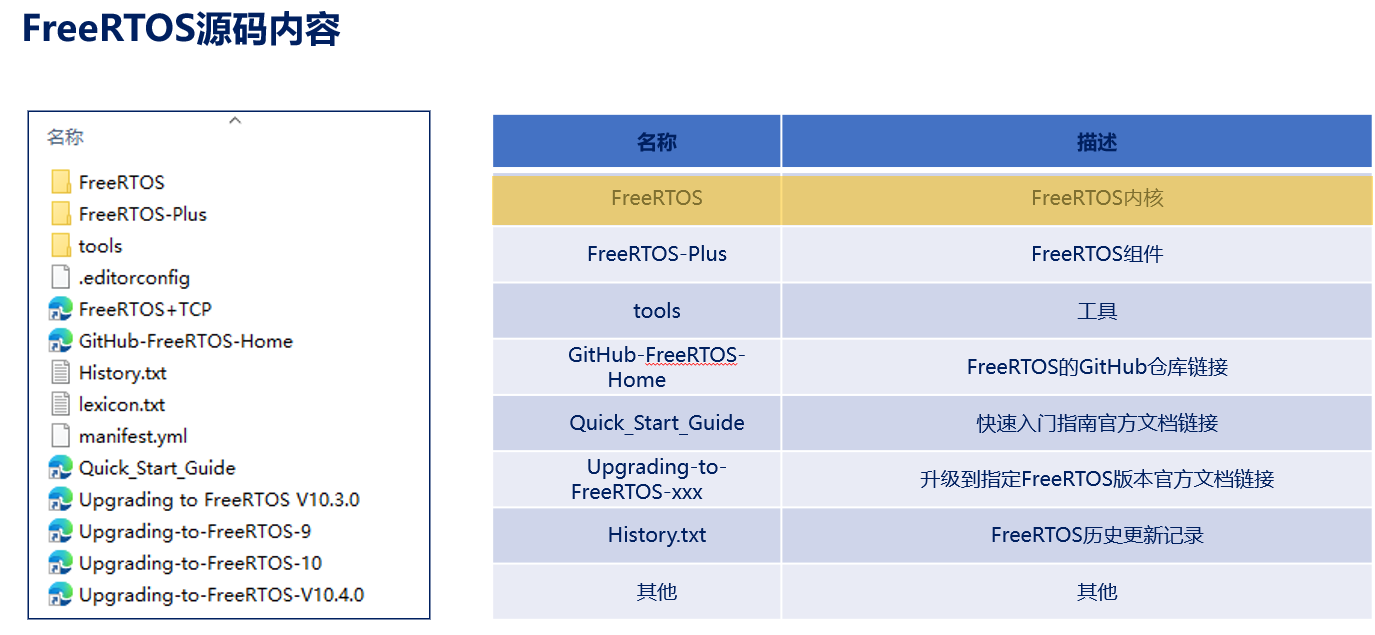 FreeRTOS源码内容
名称
FreeRTOS
FreeRTOS-Plus
tools
.editorconfig
FreeRTOS+TCP
GitHub-FreeRTOS-Home
History.txt
lexicon.txt
manifest.yml
Quick_Start_Guide
Upgrading to FreeRTOS V10.3.0
Upgrading-to-FreeRTOS-9
Upgrading-to-FreeRTOS-10
Upgrading-to-FreeRTOS-V10.4.0
名称 描述
FreeRTOS FreeRTOS内核
FreeRTOS-Plus FreeRTOS组件
tools 工具
GitHub-FreeRTOS-
Home FreeRTOS的GitHub仓库链接
Quick_Start_Guide 快速入门指南官方文档链接
Upgrading-to-
FreeRTOS-xxx 升级到指定FreeRTOS版本官方文档链接
History.txt FreeRTOS历史更新记录
其他 其他